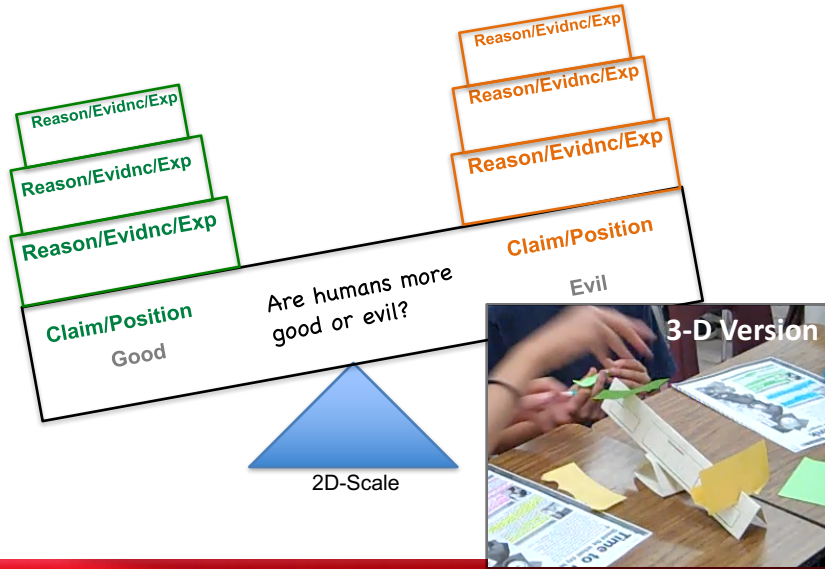 Reason/Evidnc/Exp
Reason/Evidnc/Exp
Reason/Evidnc/Exp
Claim/Position
Good
Are humans more
good or evil?
Reason/Evidnc/Exp
Reason/Evidnc/Exp
Reason/Evidnc/Exp
Claim/Position
Evil
2D-Scale
3-D Version
Time to